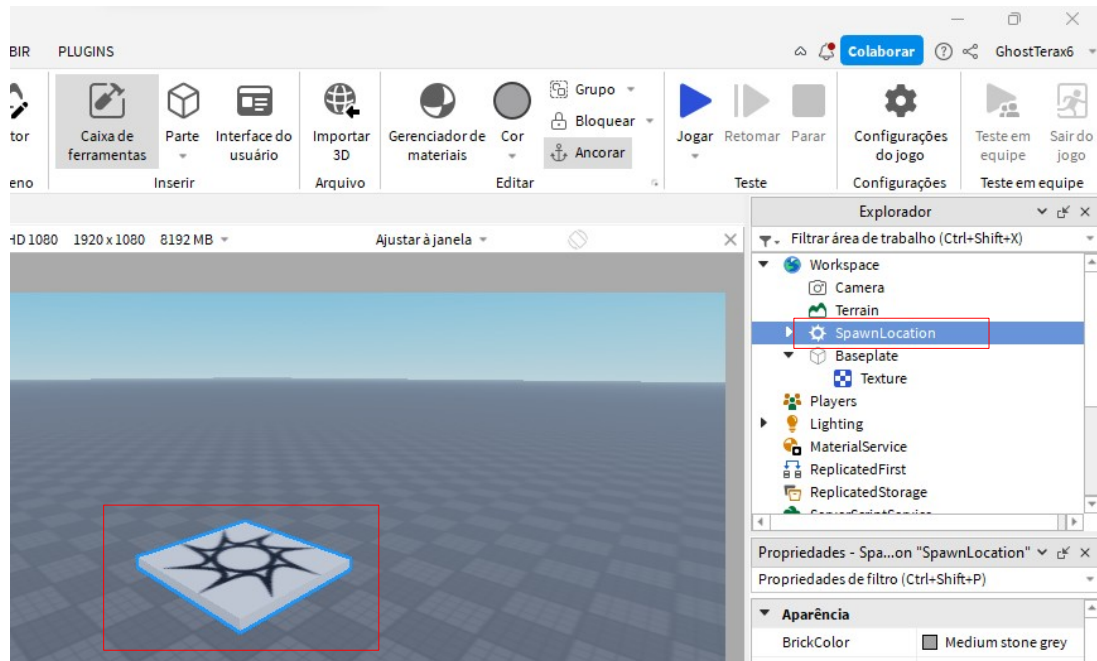 BIR PLUGINS Colaborar GhostTerax6
tor
Caixa de
ferramentas
Parte
Interface do
usuário
Importar
3D
Gerenciador de
materiais
Cor
Grupo
Bloquear
Ancorar
Jogar Retomar Parar
Configurações
do jogo
Teste em
equipe
Sair do
jogo
eno Inserir Arquivo Editar Teste Configurações Teste em equipe
HD 1080 1920 x 1080 8192 MB Ajustar à janela
Explorador
Filtrar área de trabalho (Ctrl+Shift+X)
Workspace
Camera
Terrain
SpawnLocation
Baseplate
Texture
Players
Lighting
MaterialService
ReplicatedFirst
ReplicatedStorage
Propriedades - Spa...on "SpawnLocation"
Propriedades de filtro (Ctrl+Shift+P)
Aparência
BrickColor Medium stone grey